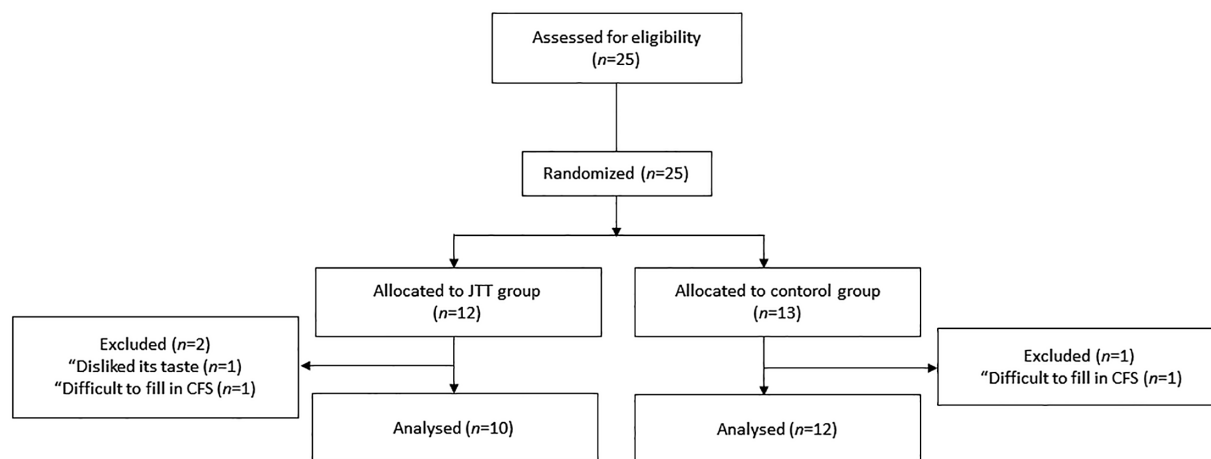 Assessed for eligibility
(n=25)
Randomized (n=25)
Allocated to JTT group
(n=12)
Allocated to contorol group
(n=13)
Excluded (n=2)
“Disliked its taste (n=1)
“Difficult to fill in CFS (n=1)
Excluded (n=1)
“Difficult to fill in CFS (n=1)
Analysed (n=10)
Analysed (n=12)